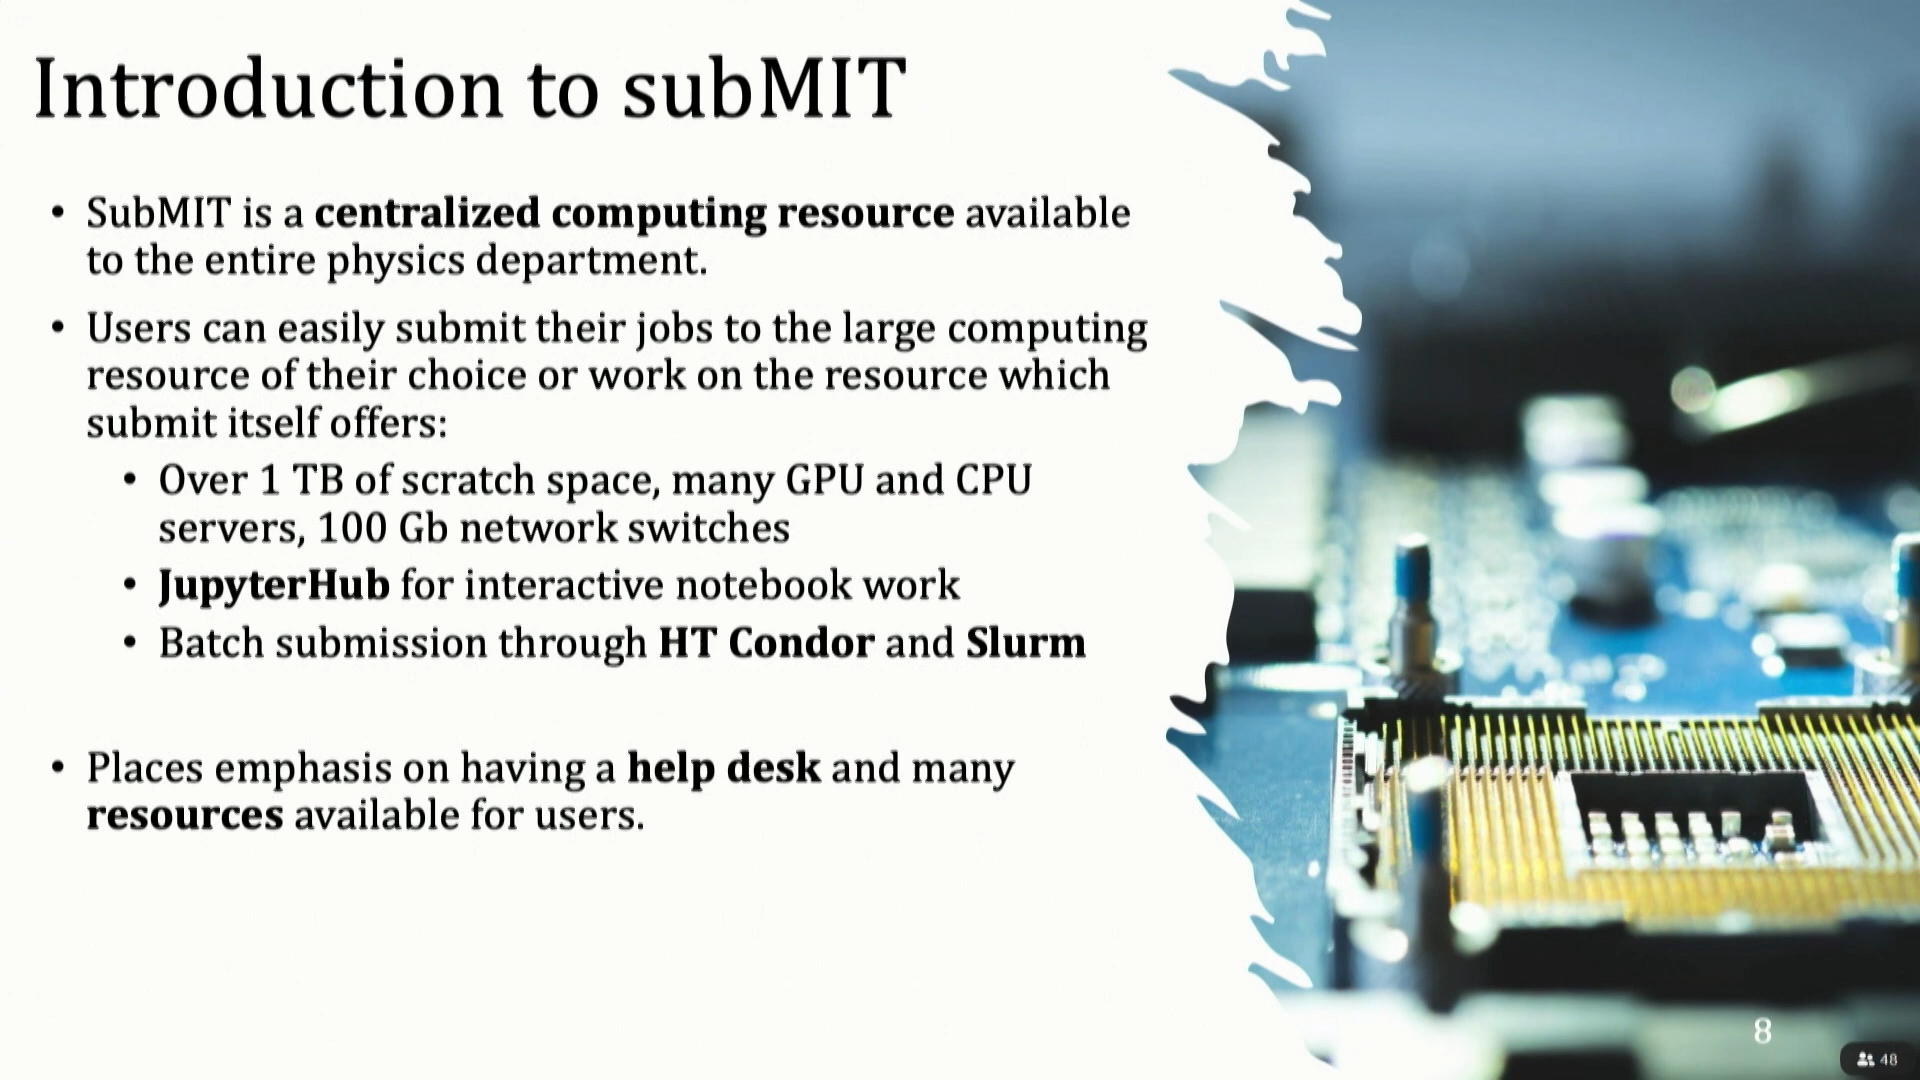 Introduction to subMIT
• SubMIT is a centralized computing resource available
to the entire physics department.
• Users can easily submit their jobs to the large computing
resource of their choice or work on the resource which
submit itself offers:
• Over 1 TB of scratch space, many GPU and CPU
servers, 100 Gb network switches
• JupyterHub for interactive notebook work
• Batch submission through HT Condor and Slurm
• Places emphasis on having a help desk and many
resources available for users.
8
48